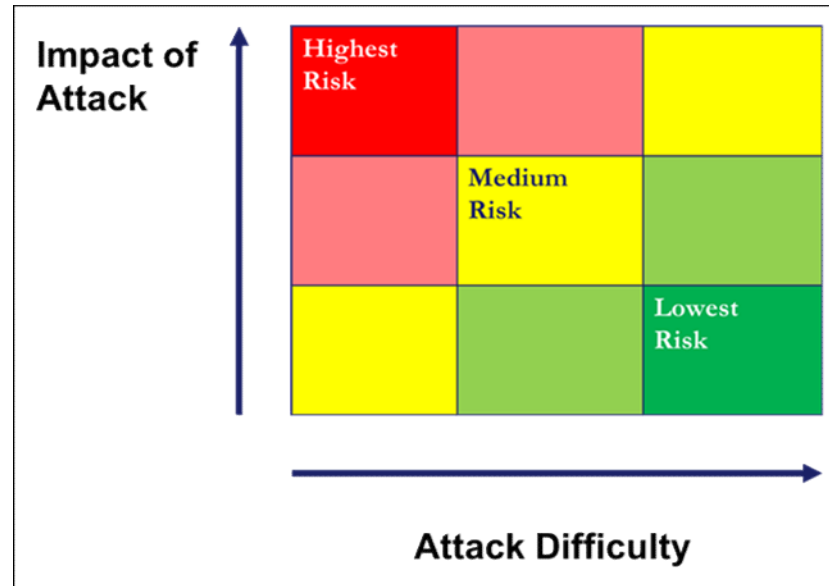 Impact of
Attack
Highest
Risk
Medium
Risk
Lowest
Risk
Attack Difficulty